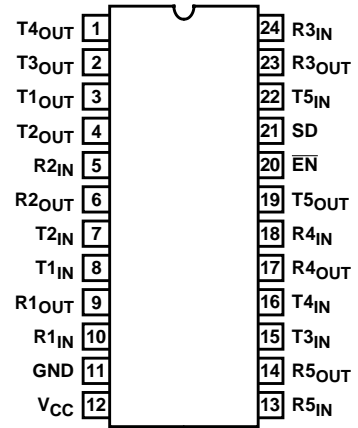 T4OUT 1 24 R3IN
T3OUT 2 23 R3OUT
T1OUT 3 22 T5IN
T2OUT 4 21 SD
R2IN 5 20 E̅N̅
R2OUT 6 19 T5OUT
T2IN 7 18 R4IN
T1IN 8 17 R4OUT
R1OUT 9 16 T4IN
R1IN 10 15 T3IN
GND 11 14 R5OUT
VCC 12 13 R5IN